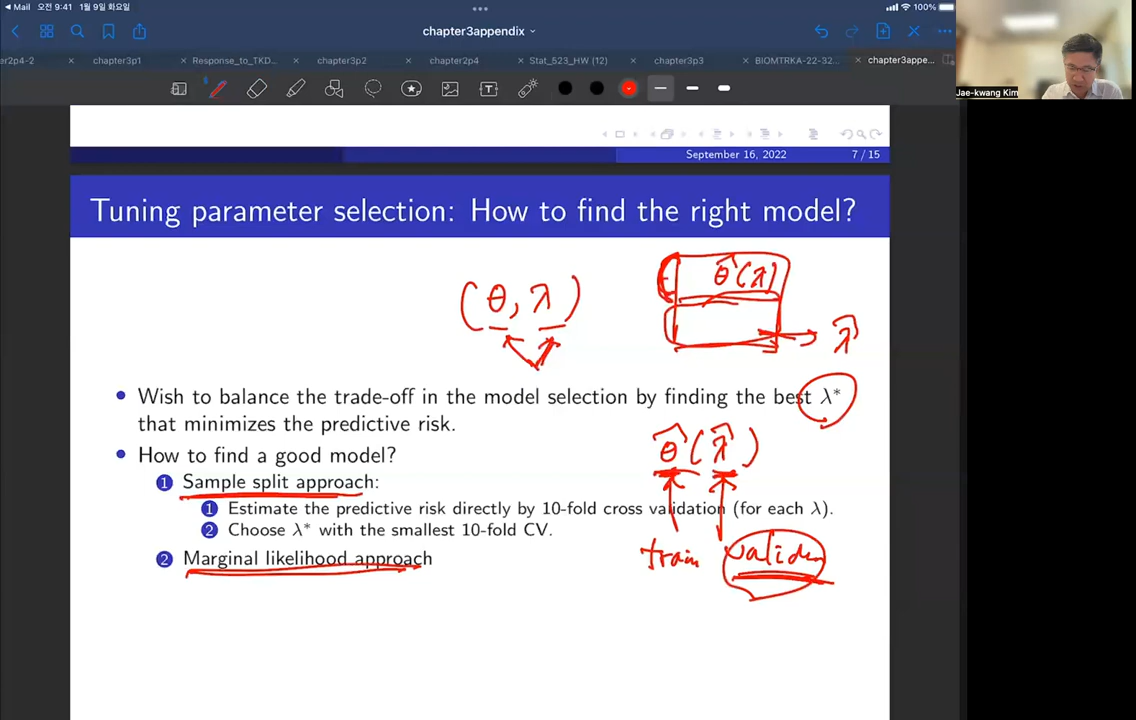 Mail 오전 9:41 1월 9일 화요일
100%
chapter3appendix
er2p4-2 chapter3p1 Response_to_TKD... chapter3p2 chapter2p4 Stat_523_HW (12) chapter3p3 BIOMTRKA-22-32... chapter3appe...
Jae-kwang Kim
September 16, 2022 7 / 15
Tuning parameter selection: How to find the right model?
(θ, λ)
θ̂(λ)
λ̂
Wish to balance the trade-off in the model selection by finding the best λ*
that minimizes the predictive risk.
How to find a good model?
θ̂(λ̂)
1 Sample split approach:
1 Estimate the predictive risk directly by 10-fold cross validation (for each λ).
2 Choose λ* with the smallest 10-fold CV.
train
2 Marginal likelihood approach